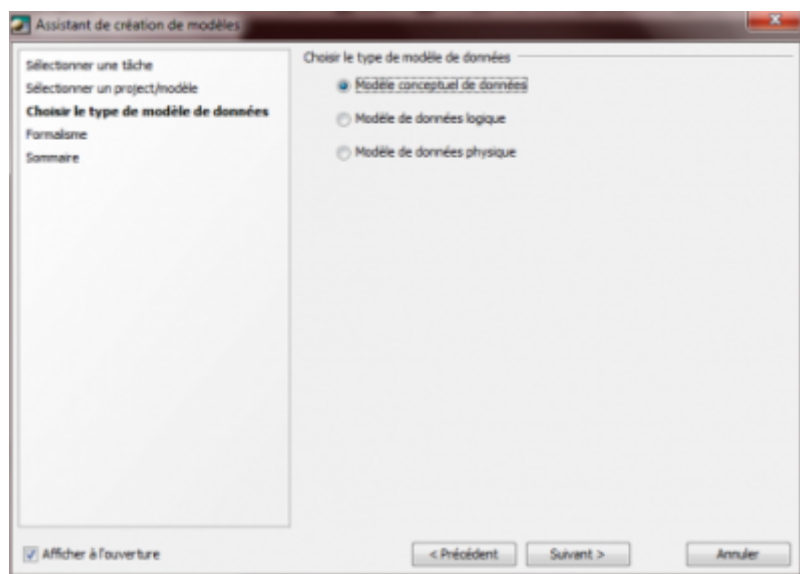 Assistant de création de modèles
Sélectionner une tâche
Sélectionner un project/modèle
Choisir le type de modèle de données
Formalisme
Sommaire
Choisir le type de modèle de données
Modèle conceptuel de données
Modèle de données logique
Modèle de données physique
Afficher à l'ouverture
< Précédent
Suivant >
Annuler